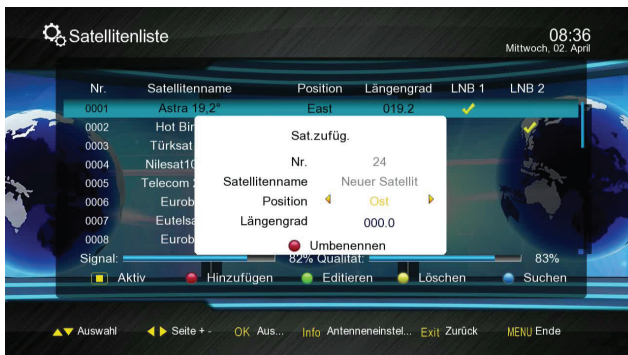 Satellitenliste
08:36
Mittwoch, 02. April
Nr. Satellitenname Position Längengrad LNB 1 LNB 2
0001 Astra 19,2° East 019.2
0002 Hot Bir
0003 Türksat
0004 Nilesat10
0005 Telecom
0006 Eurob
0007 Eutelsa
0008 Eurob
Sat.zufüg.
Nr. 24
Satellitenname Neuer Satellit
Position Ost
Längengrad 000.0
Umbenennen
Signal: 82% Qualität: 83%
Aktiv Hinzufügen Editieren Löschen Suchen
Auswahl Seite + - OK Aus... Info Antenneneinstel... Exit Zurück MENU Ende